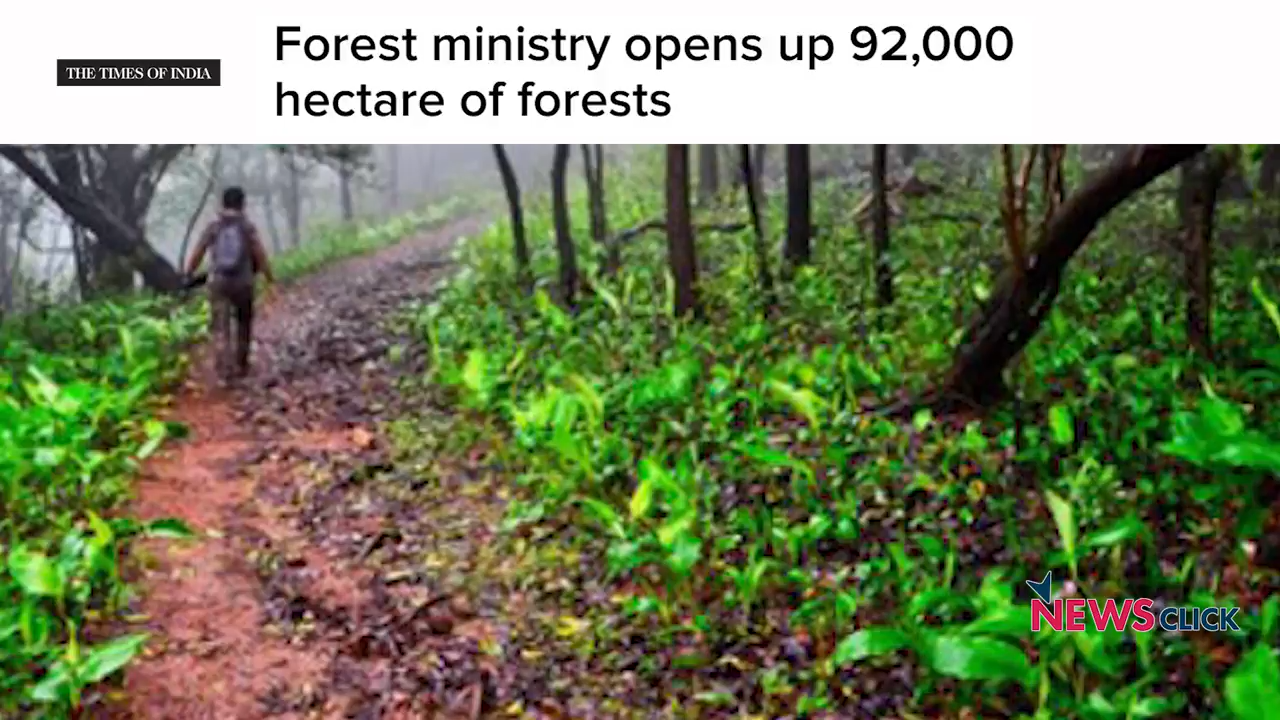 THE TIMES OF INDIA
Forest ministry opens up 92,000
hectare of forests
NEWSCLICK